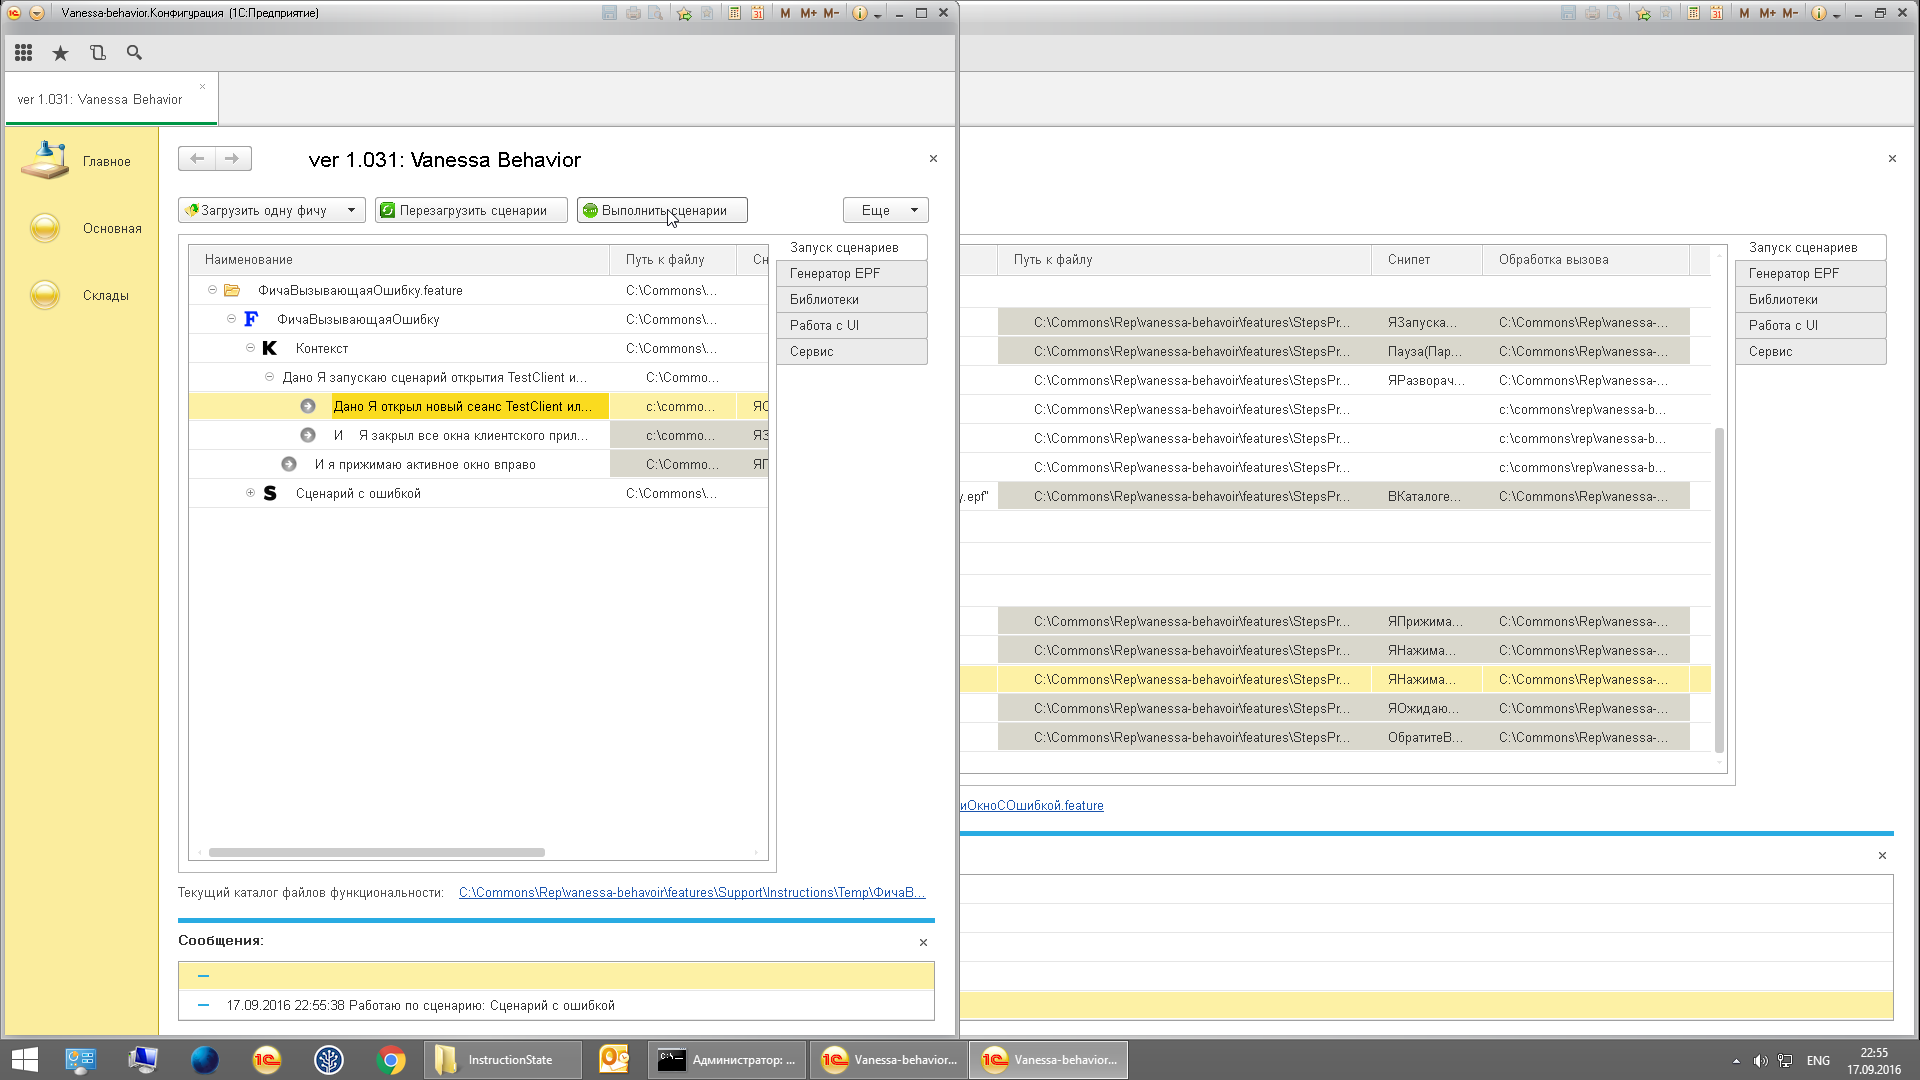 Vanessa-behavior.Конфигурация (1С:Предприятие)
M M+ M-
M M+ M-
ver 1.031: Vanessa Behavior
Главное
Основная
Склады
ver 1.031: Vanessa Behavior
Загрузить одну фичу
Перезагрузить сценарии
Выполнить сценарии
Еще
Наименование Путь к файлу Сн
ФичаВызывающаяОшибку.feature C:\Commons\...
F ФичаВызывающаяОшибку C:\Commons\...
К Контекст C:\Commons\...
Дано Я запускаю сценарий открытия TestClient и... C:\Commo...
Дано Я открыл новый сеанс TestClient ил... c:\commo... ЯО
И Я закрыл все окна клиентского прил... c:\commo... ЯЗ
И я прижимаю активное окно вправо C:\Commo... ЯП
S Сценарий с ошибкой C:\Commons\...
Запуск сценариев
Генератор EPF
Библиотеки
Работа с UI
Сервис
Текущий каталог файлов функциональности: C:\Commons\Rep\vanessa-behavoir\features\Support\Instructions\Temp\ФичаВ...
Сообщения:
17.09.2016 22:55:38 Работаю по сценарию: Сценарий с ошибкой
Путь к файлу Снипет Обработка вызова
C:\Commons\Rep\vanessa-behavoir\features\StepsPr... ЯЗапуска... C:\Commons\Rep\vanessa-...
C:\Commons\Rep\vanessa-behavoir\features\StepsPr... Пауза(Пар... C:\Commons\Rep\vanessa-...
C:\Commons\Rep\vanessa-behavoir\features\StepsPr... ЯРазворач... C:\Commons\Rep\vanessa-...
C:\Commons\Rep\vanessa-behavoir\features\StepsPr... c:\commons\rep\vanessa-b...
C:\Commons\Rep\vanessa-behavoir\features\StepsPr... c:\commons\rep\vanessa-b...
C:\Commons\Rep\vanessa-behavoir\features\StepsPr... c:\commons\rep\vanessa-b...
y.epf" C:\Commons\Rep\vanessa-behavoir\features\StepsPr... ВКаталоге... C:\Commons\Rep\vanessa-...
C:\Commons\Rep\vanessa-behavoir\features\StepsPr... ЯПрижима... C:\Commons\Rep\vanessa-...
C:\Commons\Rep\vanessa-behavoir\features\StepsPr... ЯНажима... C:\Commons\Rep\vanessa-...
C:\Commons\Rep\vanessa-behavoir\features\StepsPr... ЯНажима... C:\Commons\Rep\vanessa-...
C:\Commons\Rep\vanessa-behavoir\features\StepsPr... ЯОжидаю... C:\Commons\Rep\vanessa-...
C:\Commons\Rep\vanessa-behavoir\features\StepsPr... ОбратитеВ... C:\Commons\Rep\vanessa-...
Запуск сценариев
Генератор EPF
Библиотеки
Работа с UI
Сервис
иОкноСОшибкой.feature
InstructionState
Администратор: ...
Vanessa-behavior...
Vanessa-behavior...
ENG
22:55
17.09.2016